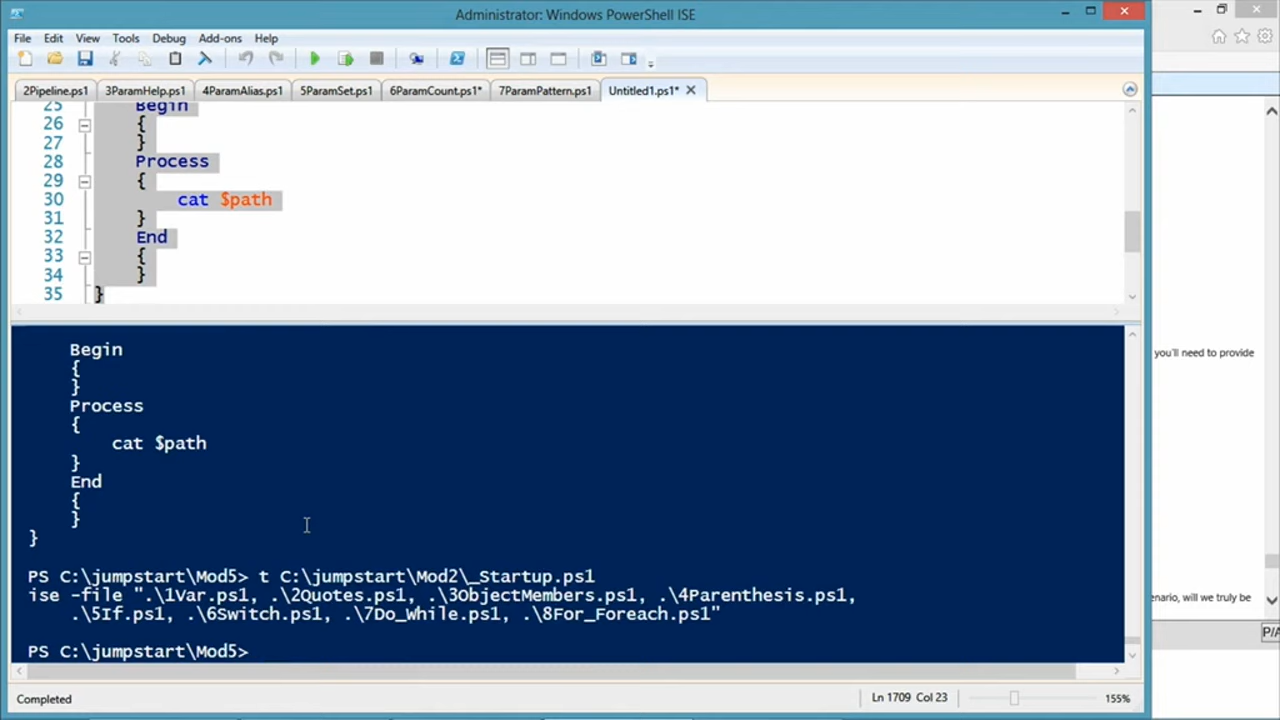 Administrator: Windows PowerShell ISE
File Edit View Tools Debug Add-ons Help
2Pipeline.ps1 3ParamHelp.ps1 4ParamAlias.ps1 5ParamSet.ps1 6ParamCount.ps1* 7ParamPattern.ps1 Untitled1.ps1*
25 Begin
26 {
27 }
28 Process
29 {
30 cat $path
31 }
32 End
33 {
34 }
35 }
Begin
{
}
Process
{
cat $path
}
End
{
}
}
PS C:\jumpstart\Mod5> t C:\jumpstart\Mod2\_Startup.ps1
ise -file ".\1Var.ps1, .\2Quotes.ps1, .\3ObjectMembers.ps1, .\4Parenthesis.ps1,
.\5If.ps1, .\6Switch.ps1, .\7Do_While.ps1, .\8For_Foreach.ps1"
PS C:\jumpstart\Mod5>
Completed Ln 1709 Col 23 155%
you'll need to provide
enario, will we truly be
P/A